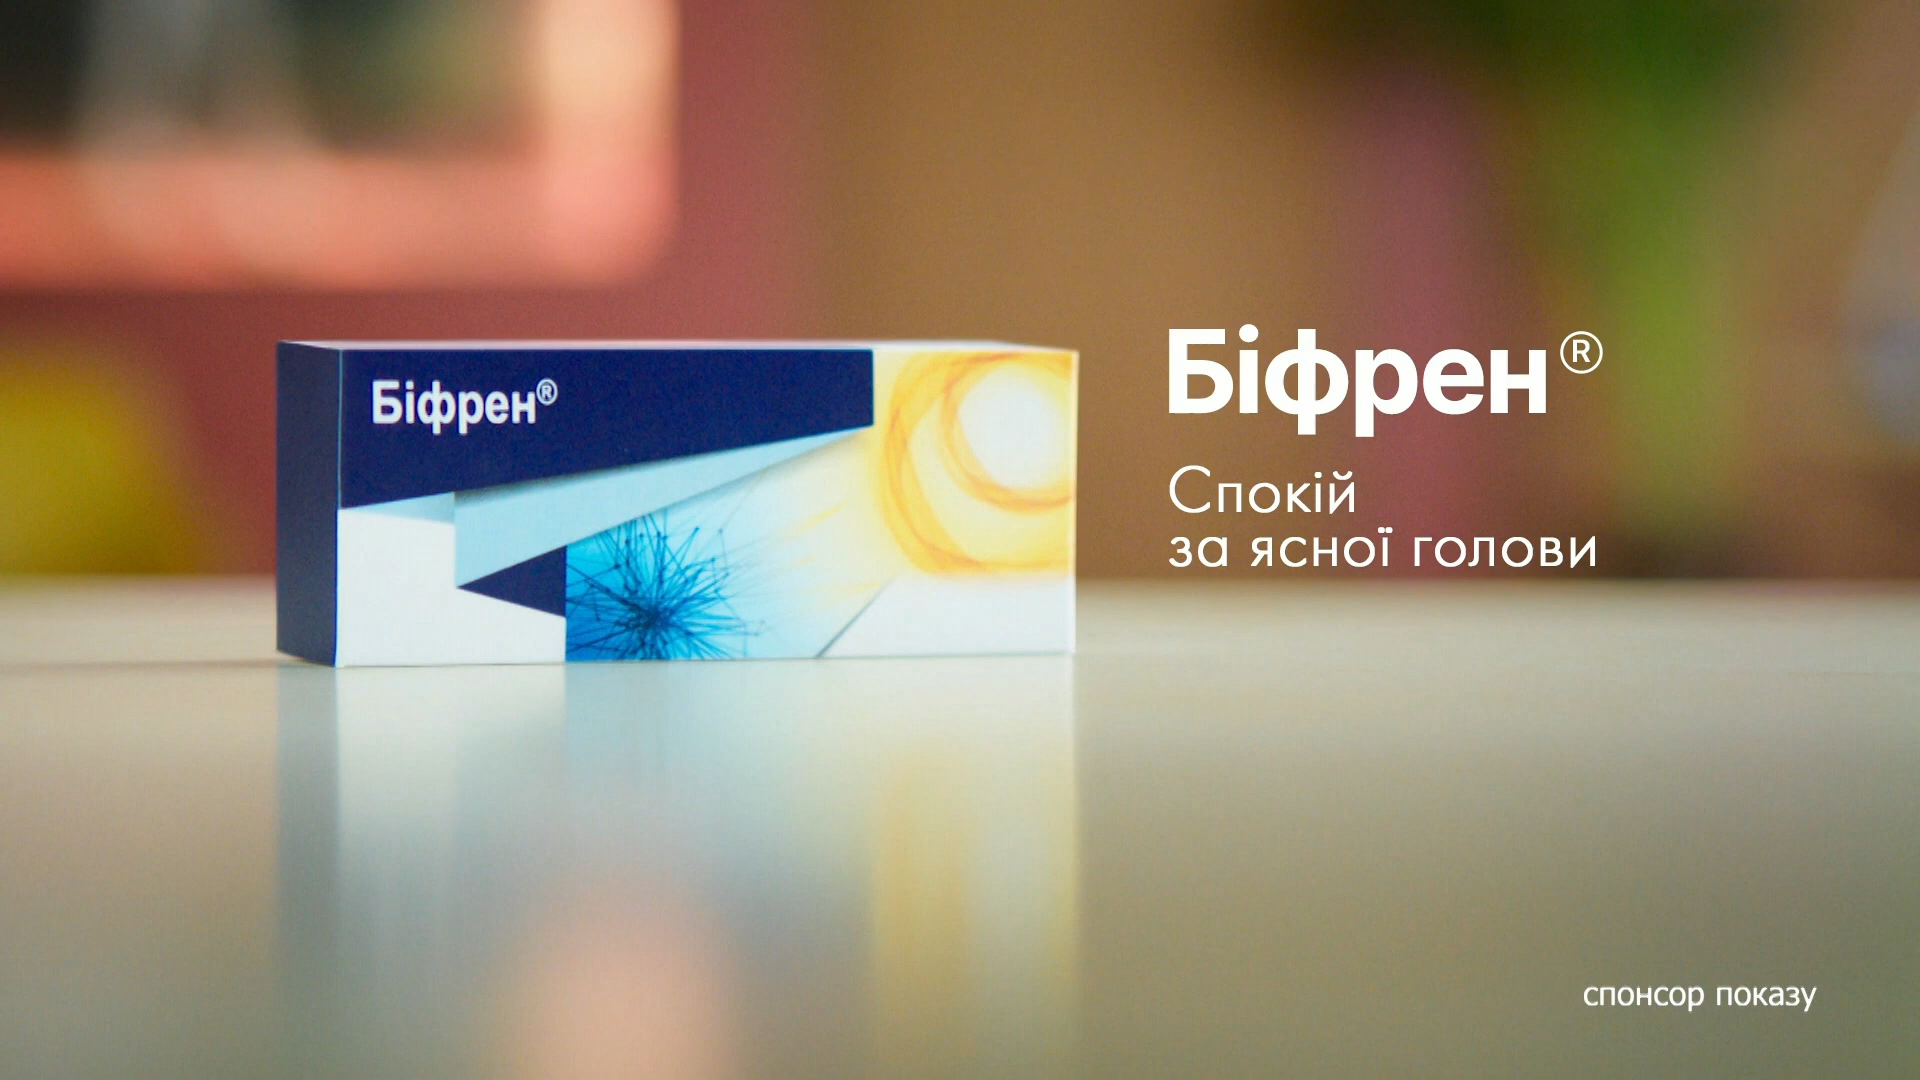 Біфрен®
Біфрен®
Спокій
за ясної голови
спонсор показу